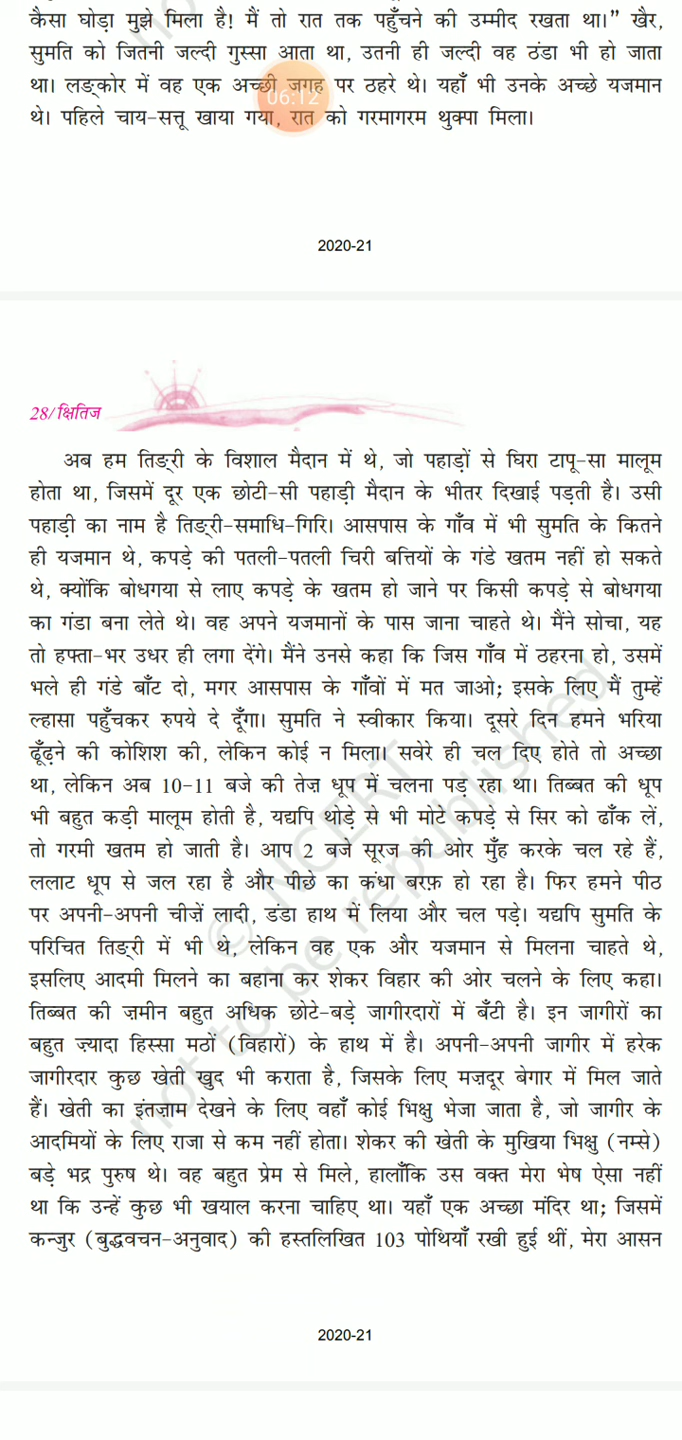 कैसा घोड़ा मुझे मिला है! मैं तो रात तक पहुँचने की उम्मीद रखता था।” खैर,
सुमति को जितनी जल्दी गुस्सा आता था, उतनी ही जल्दी वह ठंडा भी हो जाता
था। लङ्कोर में वह एक अच्छी जगह पर ठहरे थे। यहाँ भी उनके अच्छे यजमान
06:12
थे। पहिले चाय-सत्तू खाया गया, रात को गरमागरम थुक्पा मिला।
2020-21
28/क्षितिज
अब हम तिङ्री के विशाल मैदान में थे, जो पहाड़ों से घिरा टापू-सा मालूम
होता था, जिसमें दूर एक छोटी-सी पहाड़ी मैदान के भीतर दिखाई पड़ती है। उसी
पहाड़ी का नाम है तिङ्री-समाधि-गिरि। आसपास के गाँव में भी सुमति के कितने
ही यजमान थे, कपड़े की पतली-पतली चिरी बत्तियों के गंडे खतम नहीं हो सकते
थे, क्योंकि बोधगया से लाए कपड़े के खतम हो जाने पर किसी कपड़े से बोधगया
का गंडा बना लेते थे। वह अपने यजमानों के पास जाना चाहते थे। मैंने सोचा, यह
तो हफ्ता-भर उधर ही लगा देंगे। मैंने उनसे कहा कि जिस गाँव में ठहरना हो, उसमें
भले ही गंडे बाँट दो, मगर आसपास के गाँवों में मत जाओ; इसके लिए मैं तुम्हें
ल्हासा पहुँचकर रुपये दे दूँगा। सुमति ने स्वीकार किया। दूसरे दिन हमने भरिया
ढूँढ़ने की कोशिश की, लेकिन कोई न मिला। सवेरे ही चल दिए होते तो अच्छा
था, लेकिन अब 10-11 बजे की तेज़ धूप में चलना पड़ रहा था। तिब्बत की धूप
भी बहुत कड़ी मालूम होती है, यद्यपि थोड़े से भी मोटे कपड़े से सिर को ढाँक लें,
तो गरमी खतम हो जाती है। आप 2 बजे सूरज की ओर मुँह करके चल रहे हैं,
ललाट धूप से जल रहा है और पीछे का कंधा बरफ़ हो रहा है। फिर हमने पीठ
पर अपनी-अपनी चीज़ें लादी, डंडा हाथ में लिया और चल पड़े। यद्यपि सुमति के
परिचित तिङ्री में भी थे, लेकिन वह एक और यजमान से मिलना चाहते थे,
इसलिए आदमी मिलने का बहाना कर शेकर विहार की ओर चलने के लिए कहा।
तिब्बत की ज़मीन बहुत अधिक छोटे-बड़े जागीरदारों में बँटी है। इन जागीरों का
बहुत ज़्यादा हिस्सा मठों (विहारों) के हाथ में है। अपनी-अपनी जागीर में हरेक
जागीरदार कुछ खेती खुद भी कराता है, जिसके लिए मज़दूर बेगार में मिल जाते
हैं। खेती का इंतज़ाम देखने के लिए वहाँ कोई भिक्षु भेजा जाता है, जो जागीर के
आदमियों के लिए राजा से कम नहीं होता। शेकर की खेती के मुखिया भिक्षु (नम्से)
बड़े भद्र पुरुष थे। वह बहुत प्रेम से मिले, हालाँकि उस वक्त मेरा भेष ऐसा नहीं
था कि उन्हें कुछ भी खयाल करना चाहिए था। यहाँ एक अच्छा मंदिर था; जिसमें
कन्जुर (बुद्धवचन-अनुवाद) की हस्तलिखित 103 पोथियाँ रखी हुई थीं, मेरा आसन
© NCERT
not to be republished
2020-21